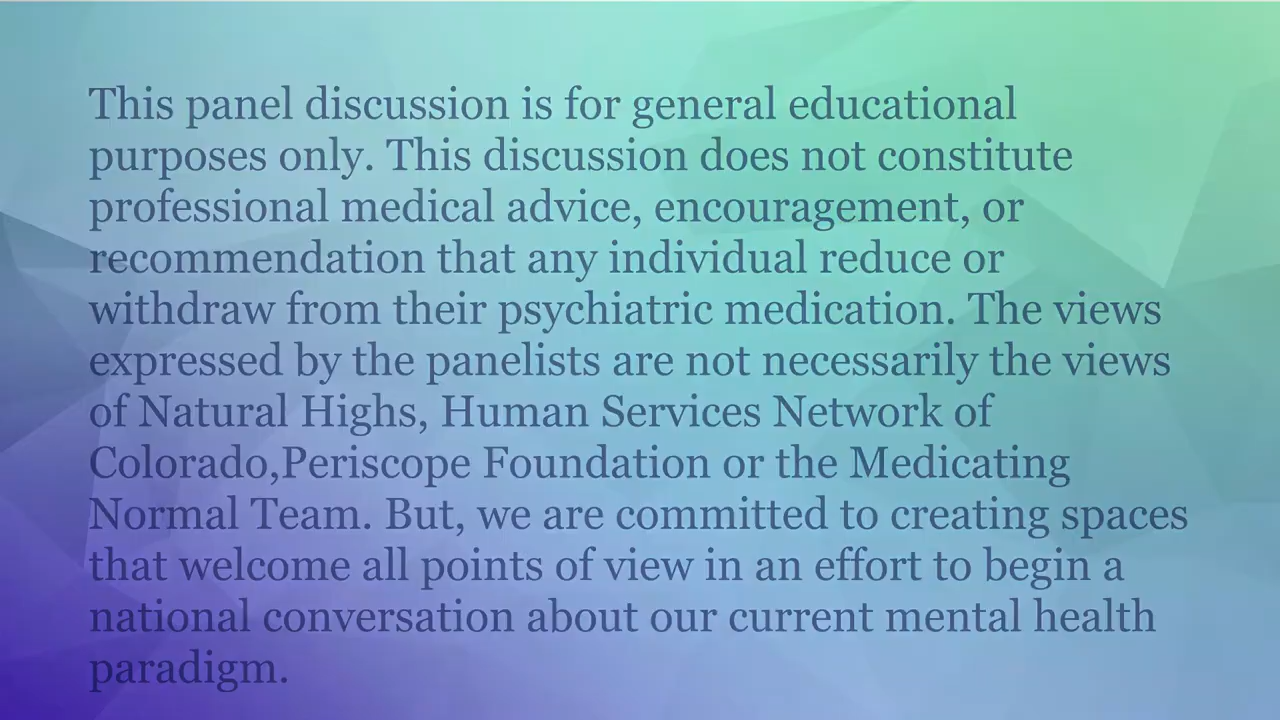 This panel discussion is for general educational
purposes only. This discussion does not constitute
professional medical advice, encouragement, or
recommendation that any individual reduce or
withdraw from their psychiatric medication. The views
expressed by the panelists are not necessarily the views
of Natural Highs, Human Services Network of
Colorado,Periscope Foundation or the Medicating
Normal Team. But, we are committed to creating spaces
that welcome all points of view in an effort to begin a
national conversation about our current mental health
paradigm.